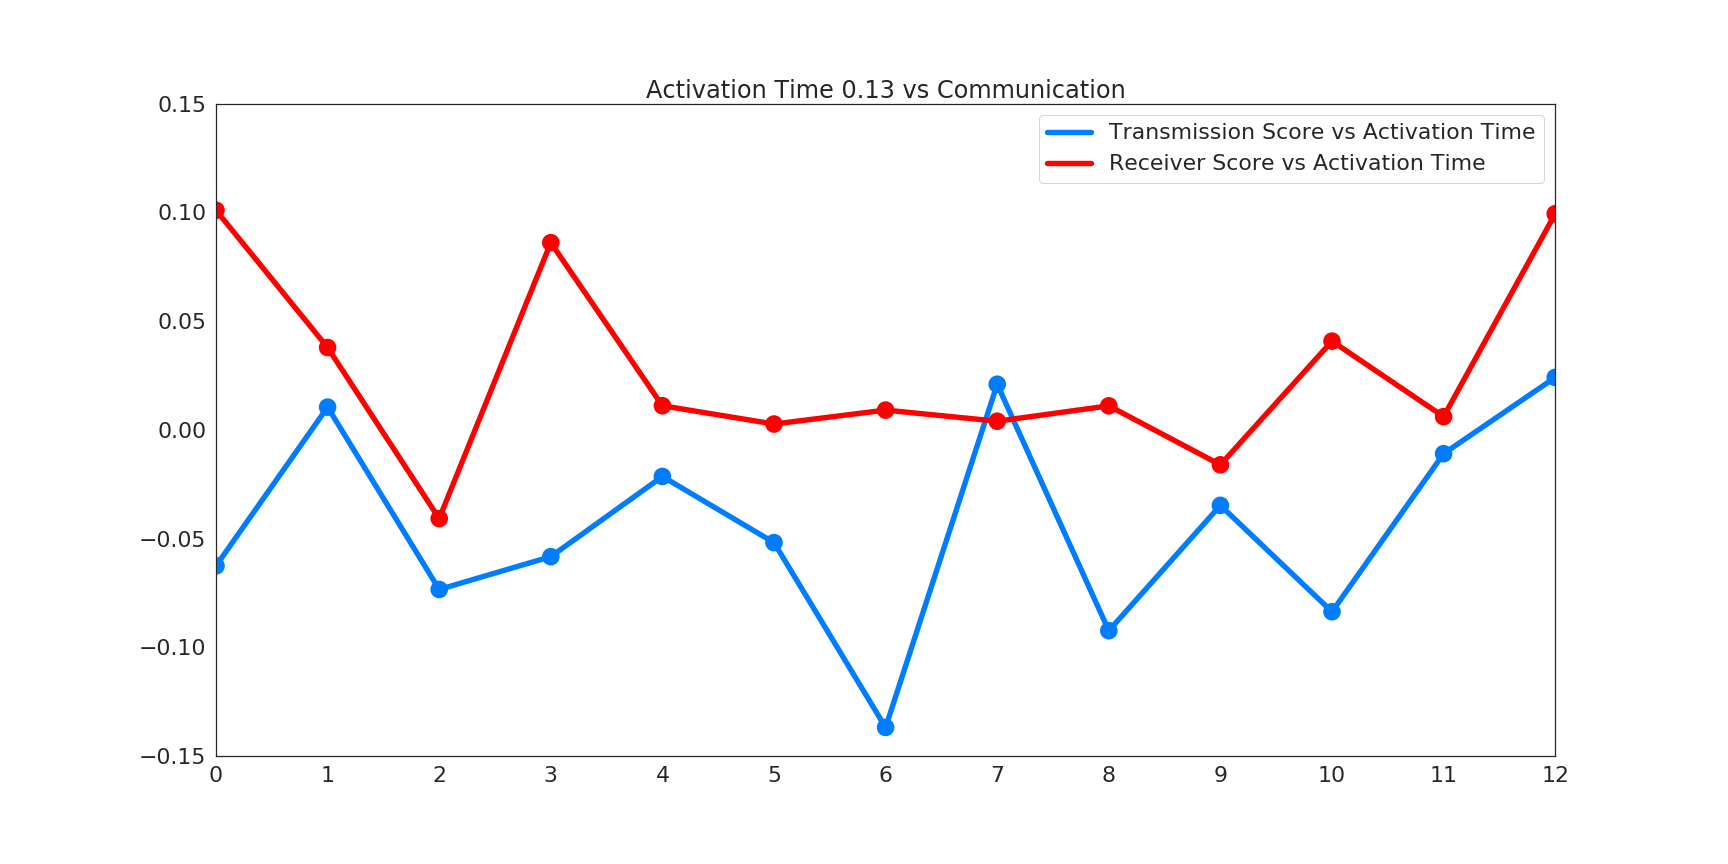 Activation Time 0.13 vs Communication
Transmission Score vs Activation Time
Receiver Score vs Activation Time
0.15
0.10
0.05
0.00
−0.05
−0.10
−0.15
0 1 2 3 4 5 6 7 8 9 10 11 12